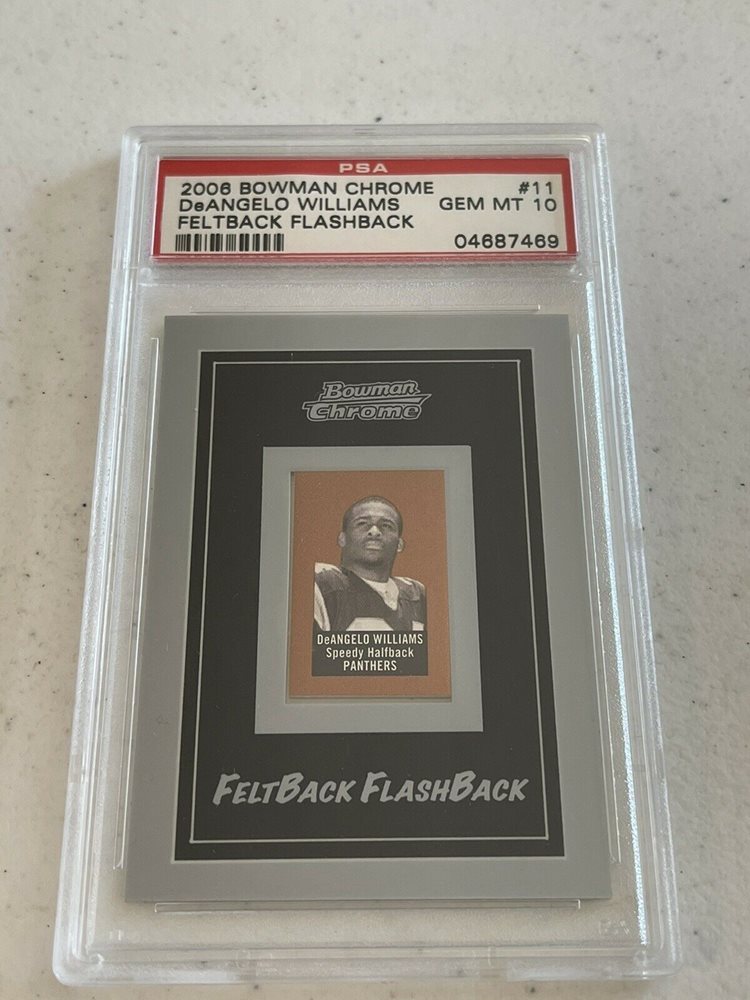 PSA
2006 BOWMAN CHROME #11
DeANGELO WILLIAMS GEM MT 10
FELTBACK FLASHBACK
04687469
Bowman
Chrome
DeANGELO WILLIAMS
Speedy Halfback
PANTHERS
FELTBACK FLASHBACK